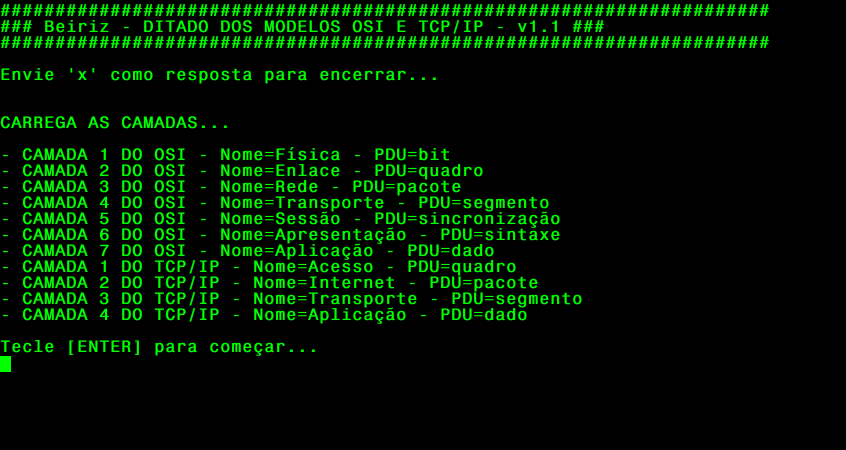 ######################################################################
### Beiriz - DITADO DOS MODELOS OSI E TCP/IP - v1.1 ###
######################################################################
Envie 'x' como resposta para encerrar...
CARREGA AS CAMADAS...
- CAMADA 1 DO OSI - Nome=Física - PDU=bit
- CAMADA 2 DO OSI - Nome=Enlace - PDU=quadro
- CAMADA 3 DO OSI - Nome=Rede - PDU=pacote
- CAMADA 4 DO OSI - Nome=Transporte - PDU=segmento
- CAMADA 5 DO OSI - Nome=Sessão - PDU=sincronização
- CAMADA 6 DO OSI - Nome=Apresentação - PDU=sintaxe
- CAMADA 7 DO OSI - Nome=Aplicação - PDU=dado
- CAMADA 1 DO TCP/IP - Nome=Acesso - PDU=quadro
- CAMADA 2 DO TCP/IP - Nome=Internet - PDU=pacote
- CAMADA 3 DO TCP/IP - Nome=Transporte - PDU=segmento
- CAMADA 4 DO TCP/IP - Nome=Aplicação - PDU=dado
Tecle [ENTER] para começar...